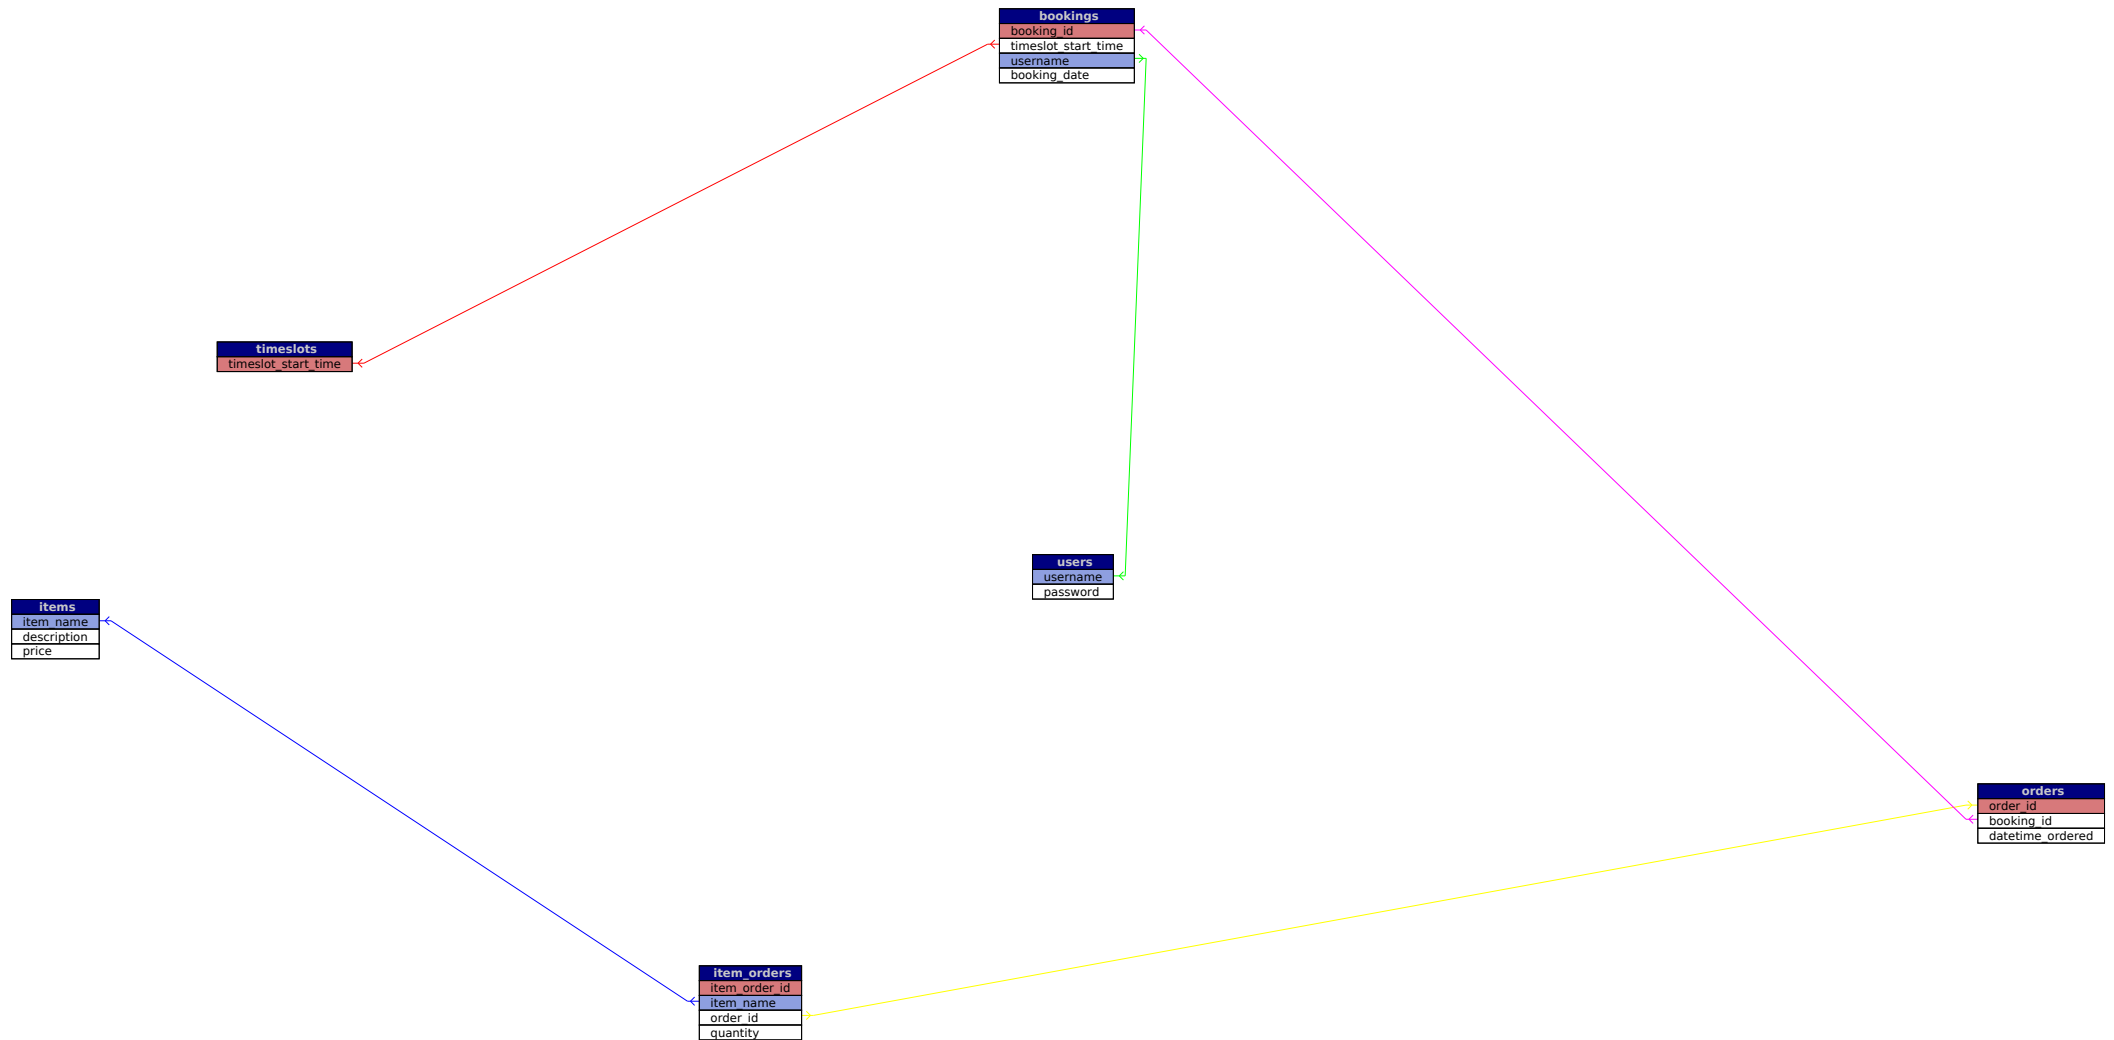 bookings
booking_id
timeslot_start_time
username
booking_date
timeslots
timeslot_start_time
users
username
password
items
item_name
description
price
orders
order_id
booking_id
datetime_ordered
item_orders
item_order_id
item_name
order_id
quantity